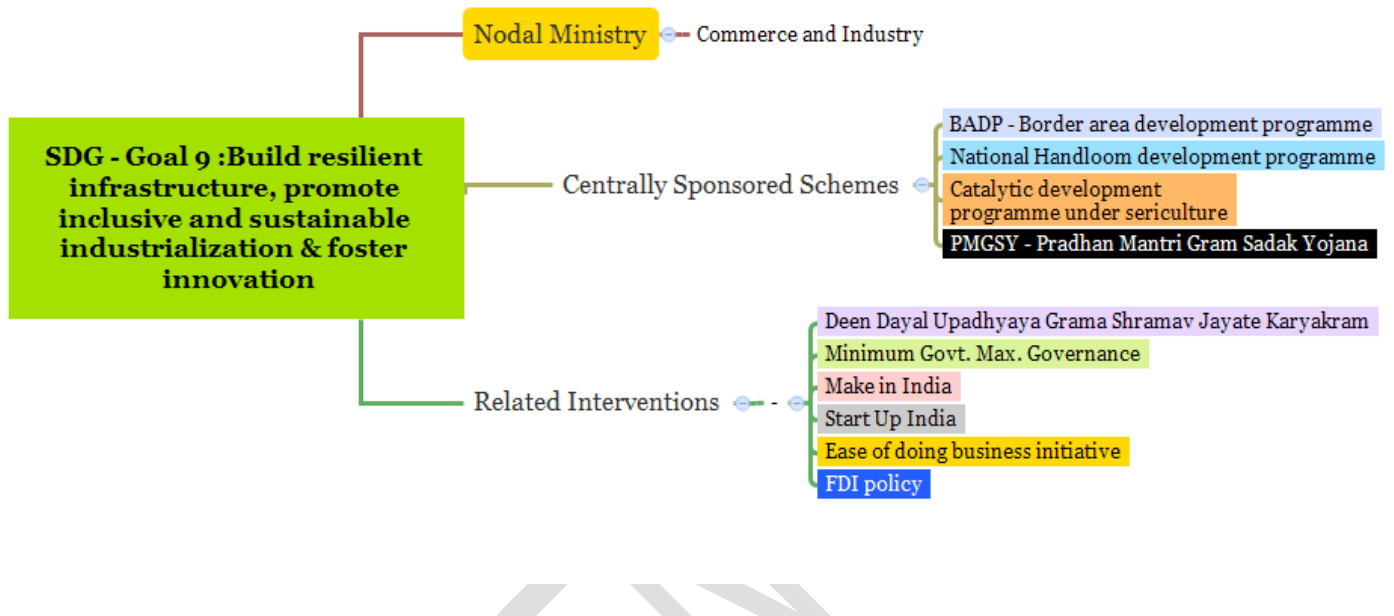 Nodal Ministry
Commerce and Industry
SDG - Goal 9 :Build resilient
infrastructure, promote
inclusive and sustainable
industrialization & foster
innovation
Centrally Sponsored Schemes
BADP - Border area development programme
National Handloom development programme
Catalytic development
programme under sericulture
PMGSY - Pradhan Mantri Gram Sadak Yojana
Related Interventions
-
Deen Dayal Upadhyaya Grama Shramav Jayate Karyakram
Minimum Govt. Max. Governance
Make in India
Start Up India
Ease of doing business initiative
FDI policy